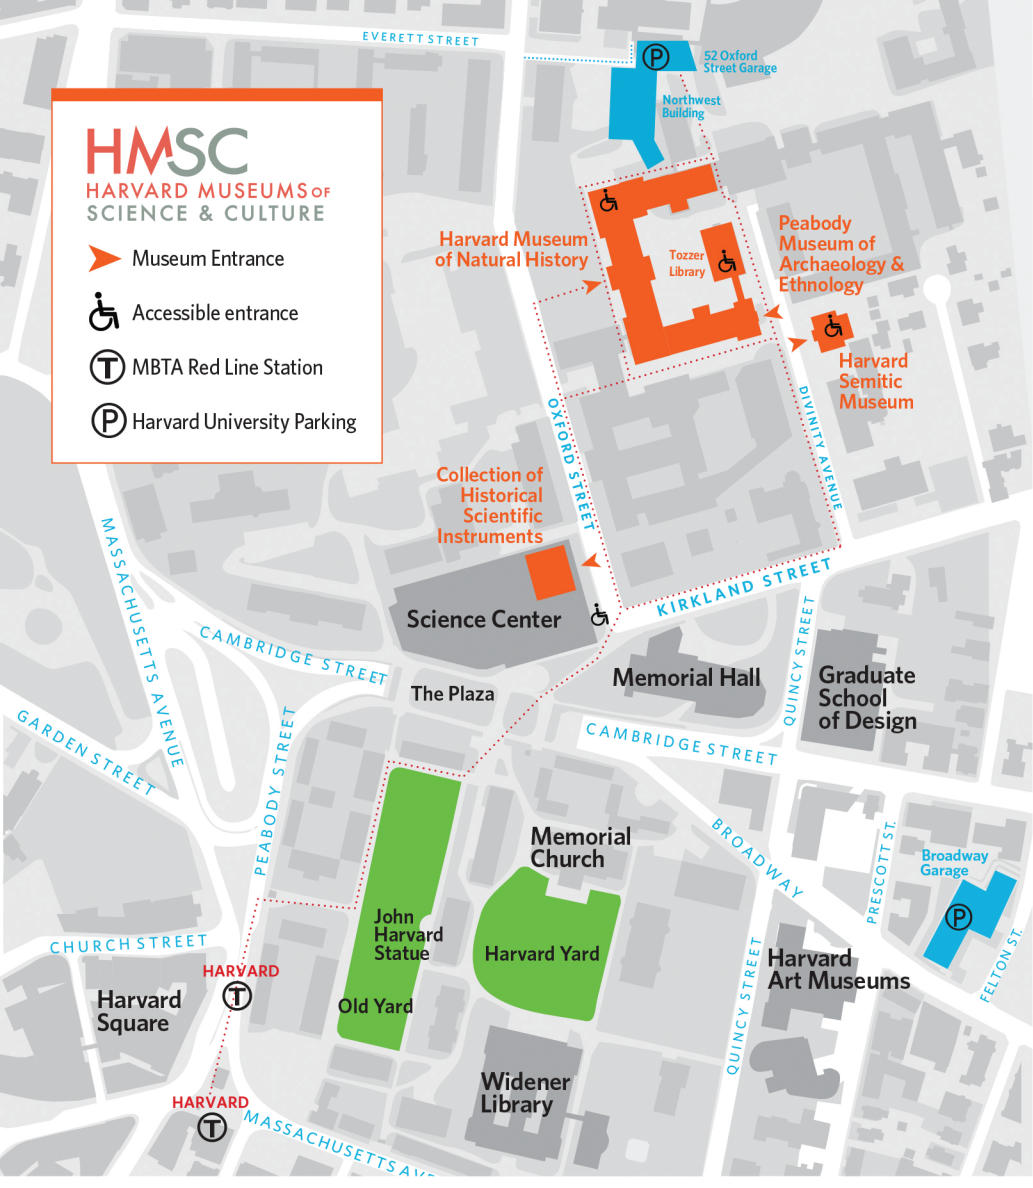 EVERETT STREET
P
52 Oxford
Street Garage
Northwest
Building
HMSC
HARVARD MUSEUMS OF
SCIENCE & CULTURE
Museum Entrance
Accessible entrance
T MBTA Red Line Station
P Harvard University Parking
Harvard Museum
of Natural History
Tozzer
Library
Peabody
Museum of
Archaeology &
Ethnology
Harvard
Semitic
Museum
OXFORD STREET
DIVINITY AVENUE
Collection of
Historical
Scientific
Instruments
Science Center
KIRKLAND STREET
MASSACHUSETTS AVENUE
CAMBRIDGE STREET
The Plaza
Memorial Hall
QUINCY STREET
Graduate
School
of Design
GARDEN STREET
PEABODY STREET
CAMBRIDGE STREET
BROADWAY
Memorial
Church
PRESCOTT ST.
Broadway
Garage
P
FELTON ST.
John
Harvard
Statue
Harvard Yard
Old Yard
CHURCH STREET
HARVARD
T
Harvard
Square
Harvard
Art Museums
QUINCY STREET
Widener
Library
HARVARD
T
MASSACHUSETTS AV